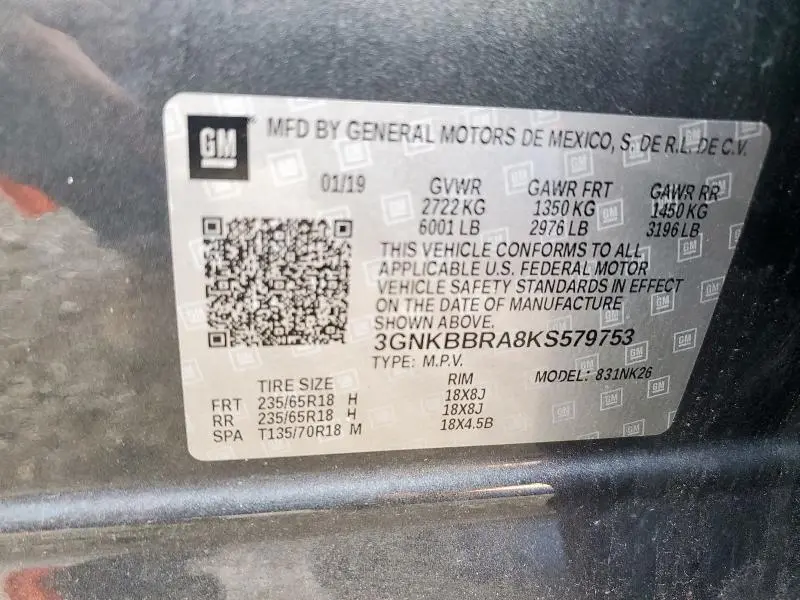 GM
MFD BY GENERAL MOTORS DE MEXICO, S. DE R.L. DE C.V.
01/19 GVWR GAWR FRT GAWR RR
2722 KG 1350 KG 1450 KG
6001 LB 2976 LB 3196 LB
THIS VEHICLE CONFORMS TO ALL
APPLICABLE U.S. FEDERAL MOTOR
VEHICLE SAFETY STANDARDS IN EFFECT
ON THE DATE OF MANUFACTURE
SHOWN ABOVE.
3GNKBBRA8KS579753
TYPE: M.P.V. MODEL: 831NK26
TIRE SIZE RIM
FRT 235/65R18 H 18X8J
RR 235/65R18 H 18X8J
SPA T135/70R18 M 18X4.5B